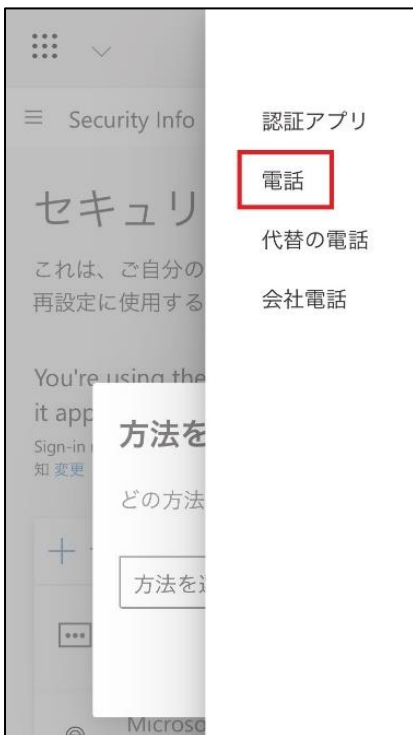 Security Info
セキュリ
これは、ご自分の
再設定に使用する
You're using the
it app
Sign-in
知 変更
方法を
どの方法
方法を
Microso
認証アプリ
電話
代替の電話
会社電話